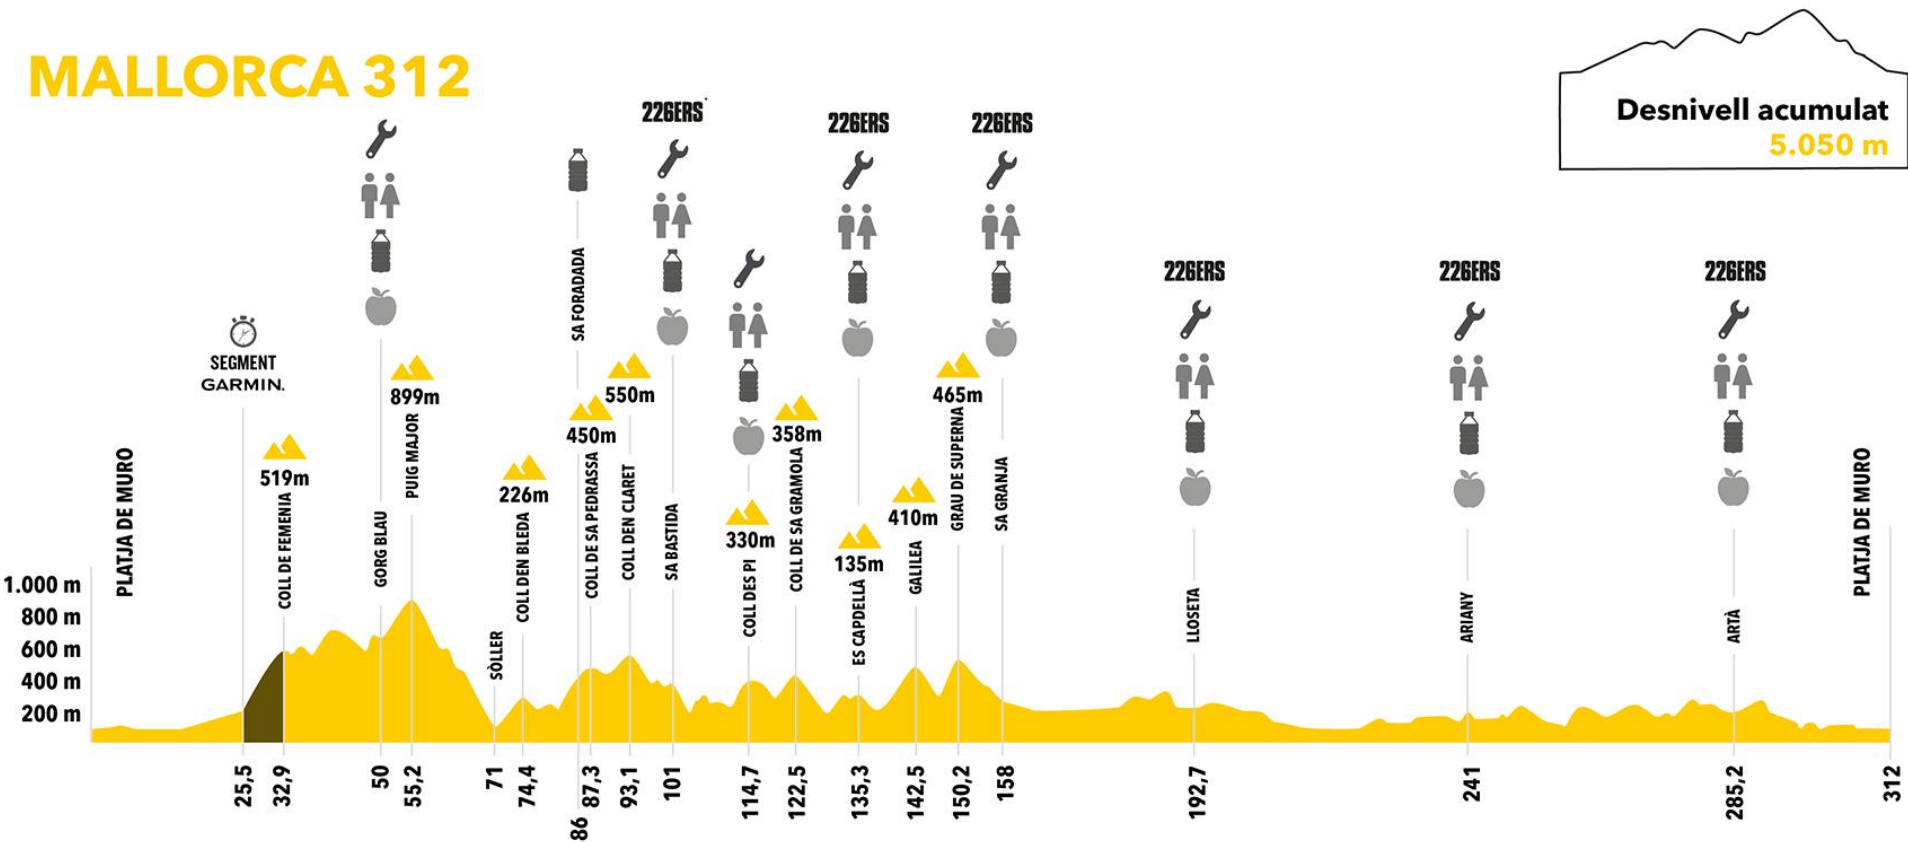 MALLORCA 312
Desnivell acumulat
5.050 m
1.000 m
800 m
600 m
400 m
200 m
PLATJA DE MURO
SEGMENT
GARMIN.
25,5
519m
COLL DE FEMENIA
32,9
GORG BLAU
50
899m
PUIG MAJOR
55,2
SÒLLER
71
226m
COLL DEN BLEDA
74,4
SA FORADADA
86
450m
COLL DE SA PEDRASSA
87,3
550m
COLL DEN CLARET
93,1
226ERS
SA BASTIDA
101
330m
COLL DES PI
114,7
358m
COLL DE SA GRAMOLA
122,5
226ERS
135m
ES CAPDELLÀ
135,3
410m
GALILEA
142,5
465m
GRAU DE SUPERNA
150,2
226ERS
SA GRANJA
158
226ERS
LLOSETA
192,7
226ERS
ARIANY
241
226ERS
ARTÀ
285,2
PLATJA DE MURO
312